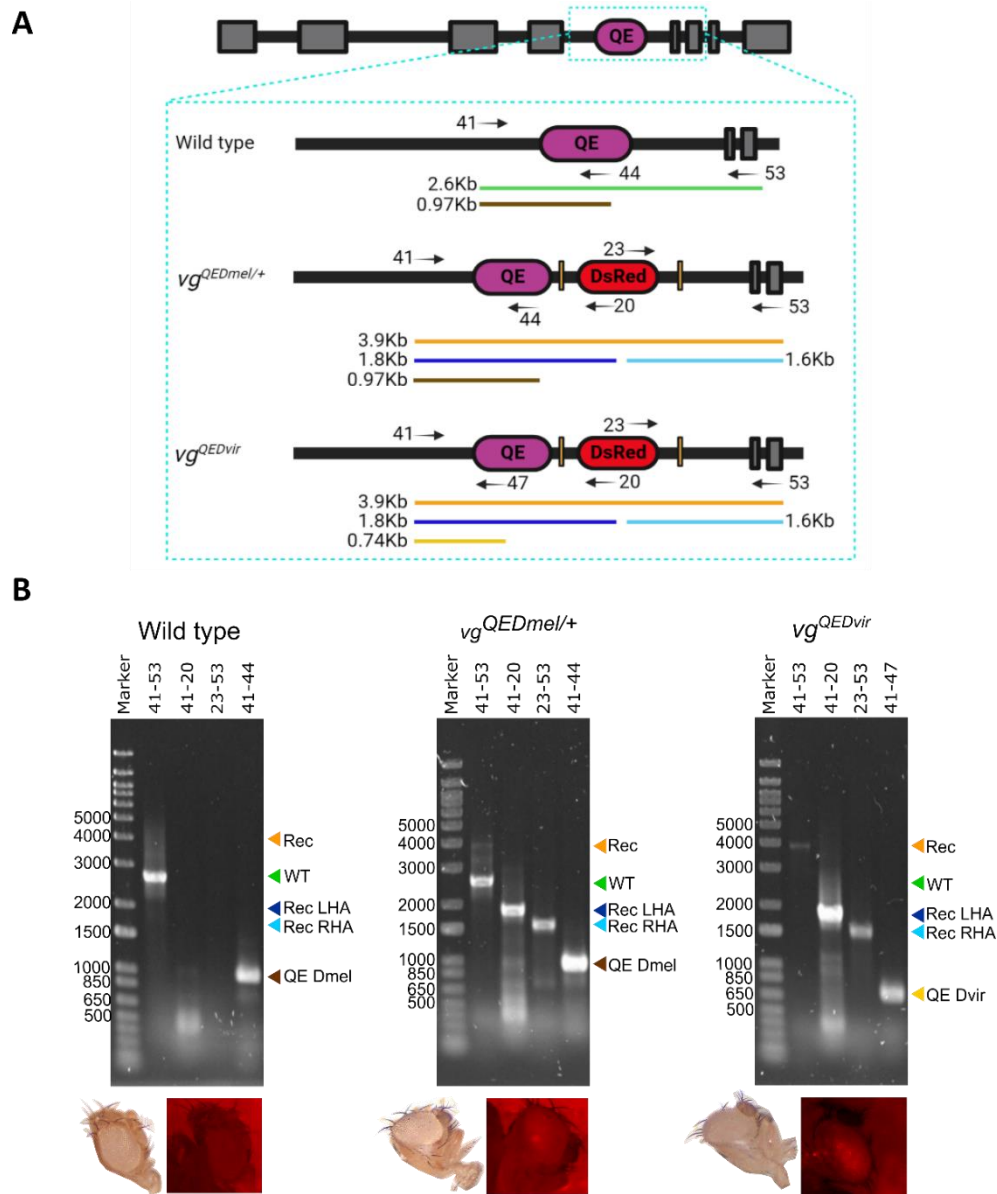 A
QE
Wild type
41
QE
44
53
2.6Kb
0.97Kb
vgQEDmel/+
41
23
QE
DsRed
44
20
53
3.9Kb
1.8Kb
1.6Kb
0.97Kb
vgQEDvir
41
23
QE
DsRed
47
20
53
3.9Kb
1.8Kb
1.6Kb
0.74Kb
B
Wild type
Marker
41-53
41-20
23-53
41-44
5000
4000
3000
2000
1500
1000
850
650
500
Rec
WT
Rec LHA
Rec RHA
QE Dmel
vgQEDmel/+
Marker
41-53
41-20
23-53
41-44
5000
4000
3000
2000
1500
1000
850
650
500
Rec
WT
Rec LHA
Rec RHA
QE Dmel
vgQEDvir
Marker
41-53
41-20
23-53
41-47
5000
4000
3000
2000
1500
1000
850
650
500
Rec
WT
Rec LHA
Rec RHA
QE Dvir